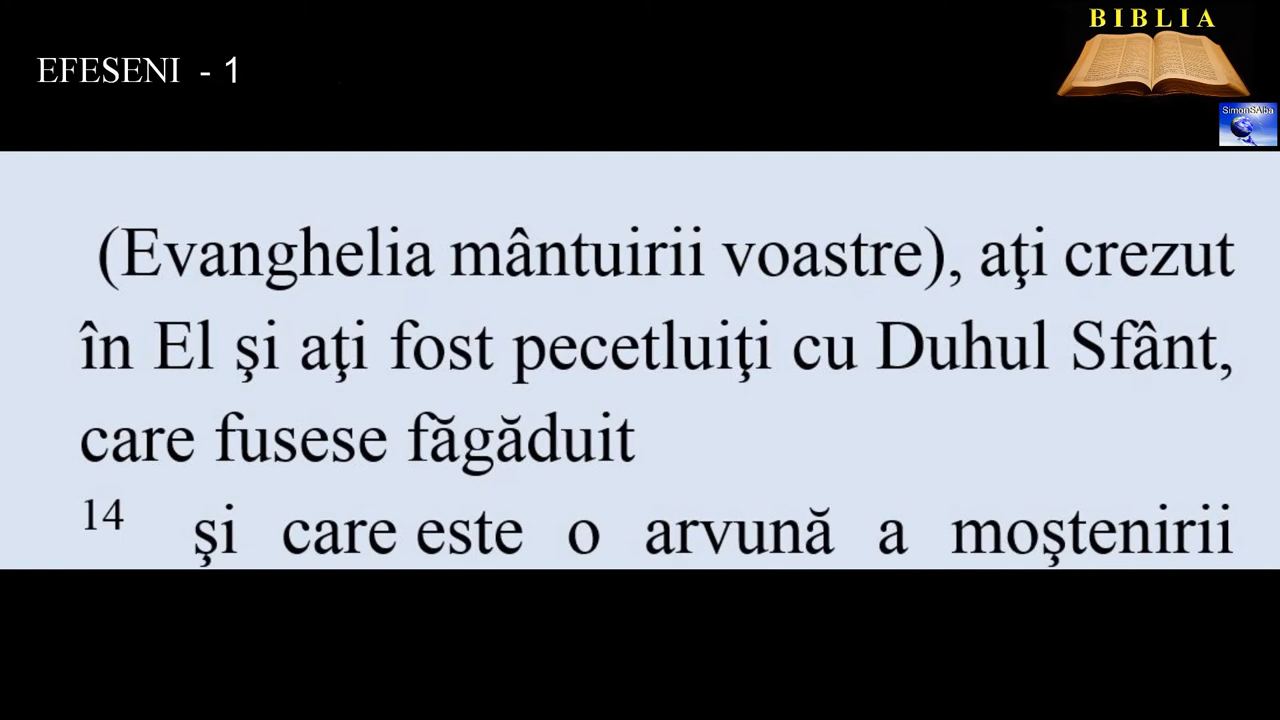 BIBLIA
EFESENI - 1
SimonSAlba
(Evanghelia mântuirii voastre), aţi crezut
în El şi aţi fost pecetluiţi cu Duhul Sfânt,
care fusese făgăduit
14 şi care este o arvună a moştenirii